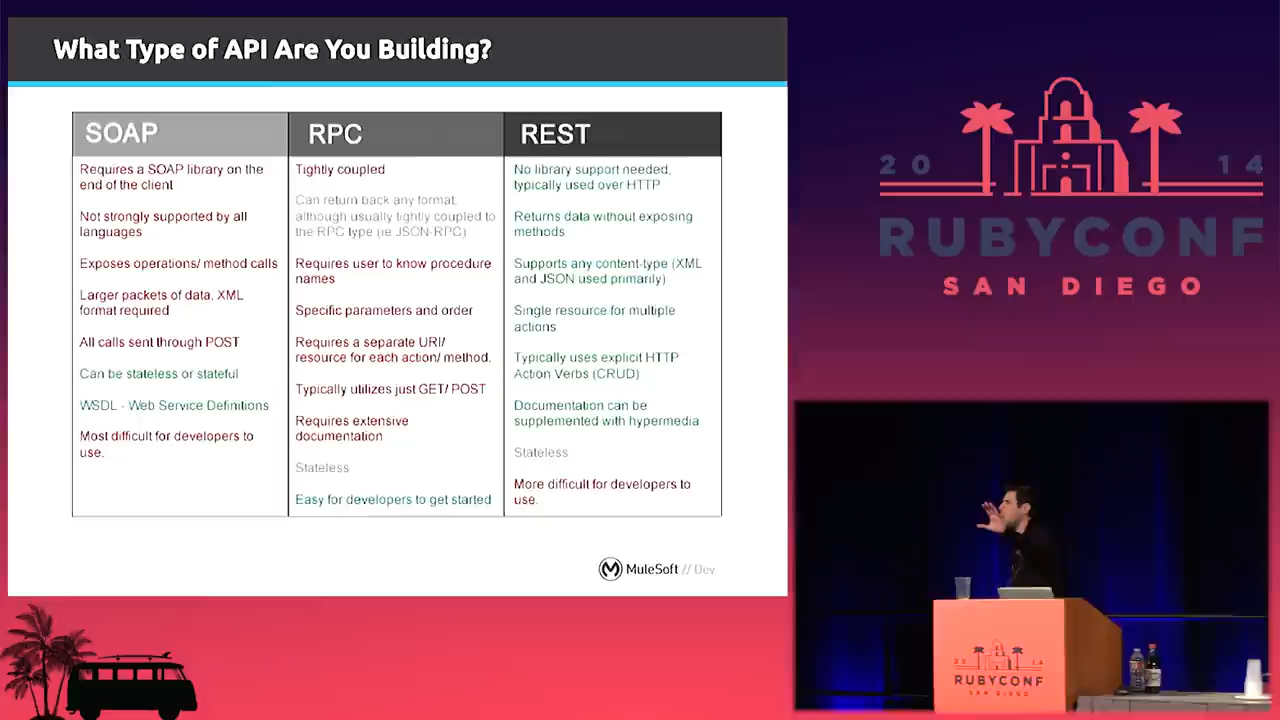 What Type of API Are You Building?
SOAP
Requires a SOAP library on the
end of the client
Not strongly supported by all
languages
Exposes operations/ method calls
Larger packets of data, XML
format required
All calls sent through POST
Can be stateless or stateful
WSDL - Web Service Definitions
Most difficult for developers to
use.
RPC
Tightly coupled
Can return back any format,
although usually tightly coupled to
the RPC type (ie JSON-RPC)
Requires user to know procedure
names
Specific parameters and order
Requires a separate URI/
resource for each action/ method.
Typically utilizes just GET/ POST
Requires extensive
documentation
Stateless
Easy for developers to get started
REST
No library support needed,
typically used over HTTP
Returns data without exposing
methods
Supports any content-type (XML
and JSON used primarily)
Single resource for multiple
actions
Typically uses explicit HTTP
Action Verbs (CRUD)
Documentation can be
supplemented with hypermedia
Stateless
More difficult for developers to
use.
MuleSoft // Dev
20 14
RUBYCONF
SAN DIEGO
20 14
RUBYCONF
SAN DIEGO